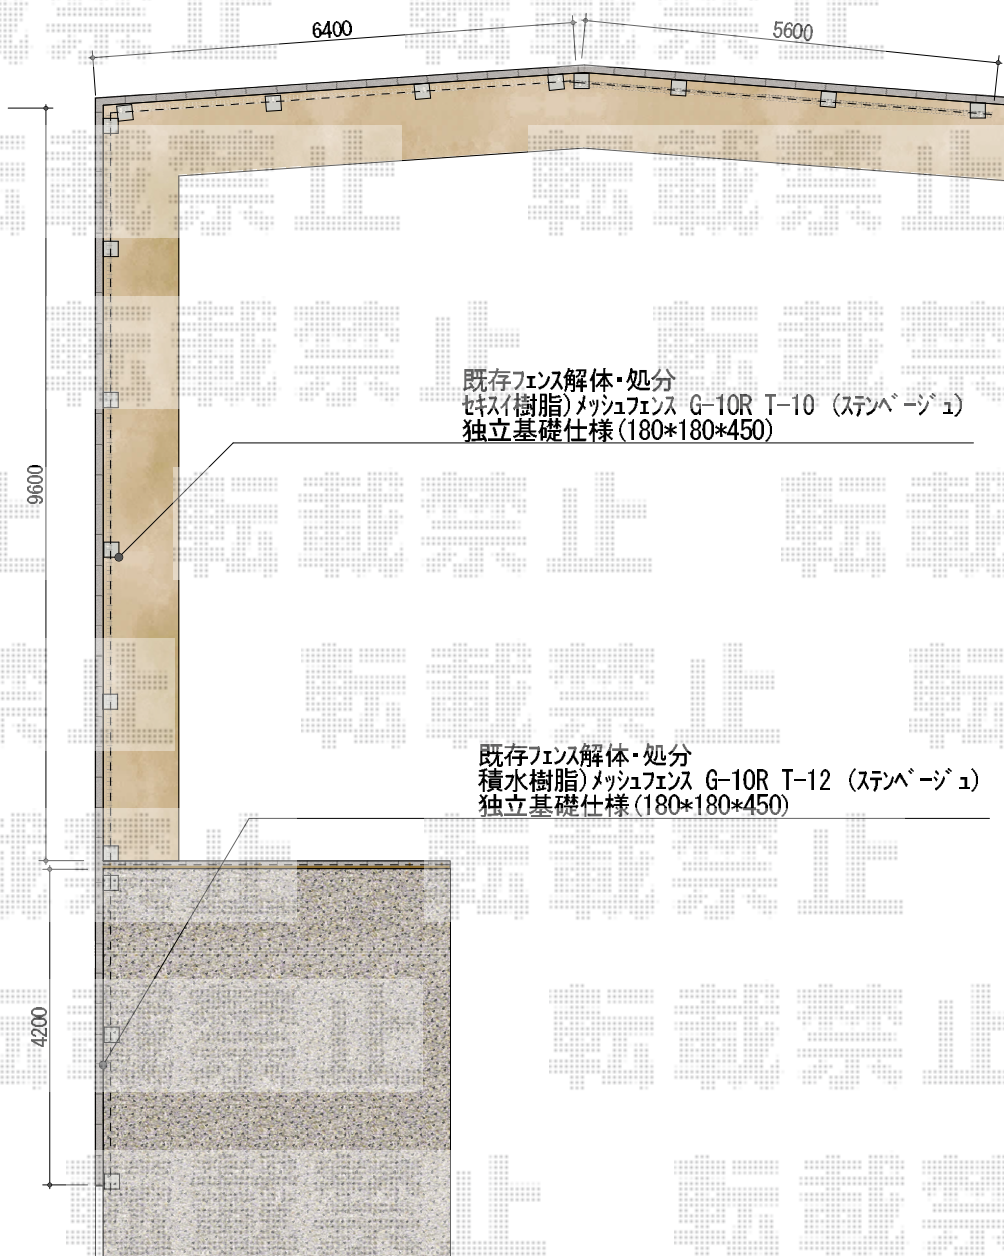 6400
5600
既存フェンス解体・処分
セキスイ樹脂)メッシュフェンス G-10R T-10 (ステンベージュ)
独立基礎仕様(180*180*450)
9600
既存フェンス解体・処分
積水樹脂)メッシュフェンス G-10R T-12 (ステンベージュ)
独立基礎仕様(180*180*450)
4200
転載禁止